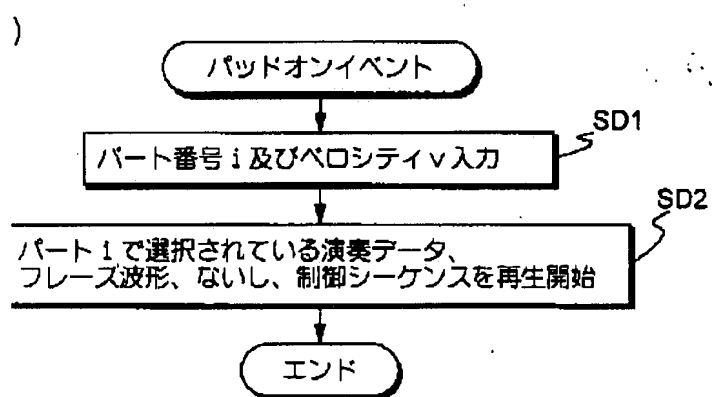 )
パッドオンイベント
SD1
パート番号i及びベロシティv入力
SD2
パートiで選択されている演奏データ、
フレーズ波形、ないし、制御シーケンスを再生開始
エンド